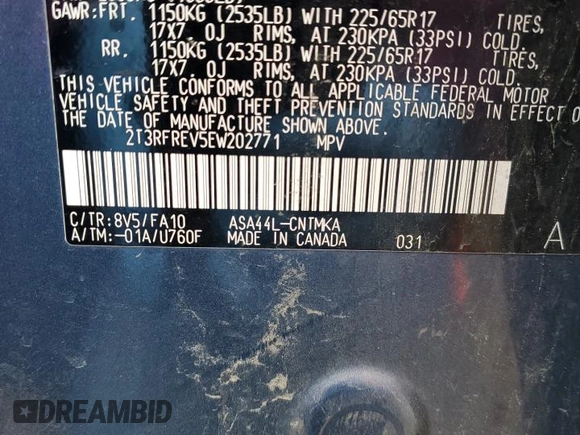 GAWR:FRT. 1150KG (2535LB) WITH 225/65R17 TIRES,
17X7. 0J RIMS, AT 230KPA (33PSI) COLD
RR. 1150KG (2535LB) WITH 225/65R17 TIRES,
17X7. 0J RIMS, AT 230KPA (33PSI) COLD.
THIS VEHICLE CONFORMS TO ALL APPLICABLE FEDERAL MOTOR
VEHICLE SAFETY AND THEFT PREVENTION STANDARDS IN EFFECT O
THE DATE OF MANUFACTURE SHOWN ABOVE.
2T3RFREV5EW202771 MPV
C/TR: 8V5/FA10 ASA44L-CNTMKA
A/TM:-01A/U760F MADE IN CANADA 031 A
DREAMBID